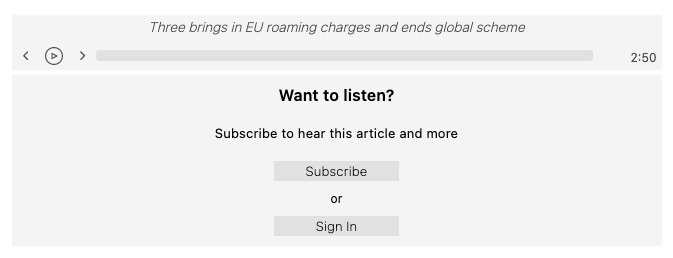 Three brings in EU roaming charges and ends global scheme
2:50
Want to listen?
Subscribe to hear this article and more
Subscribe
or
Sign In